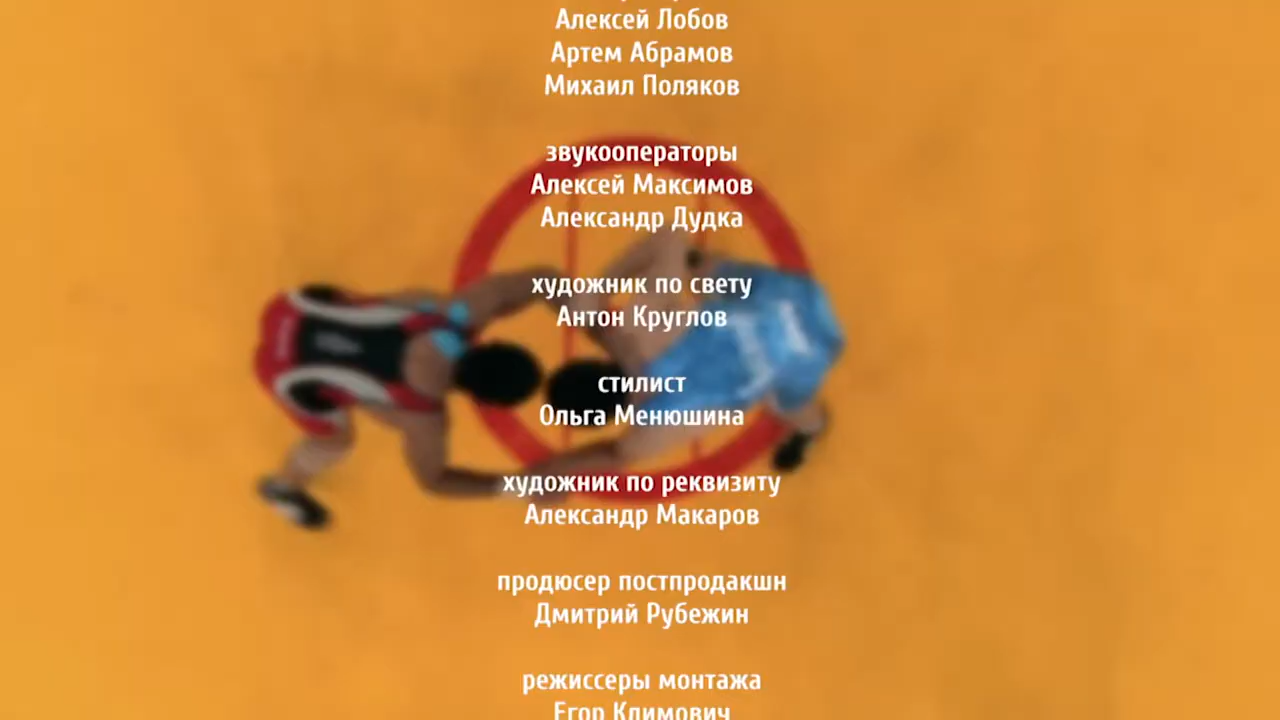 Алексей Лобов
Артем Абрамов
Михаил Поляков
звукооператоры
Алексей Максимов
Александр Дудка
художник по свету
Антон Круглов
стилист
Ольга Менюшина
художник по реквизиту
Александр Макаров
продюсер постпродакшн
Дмитрий Рубежин
режиссеры монтажа
Егор Климович